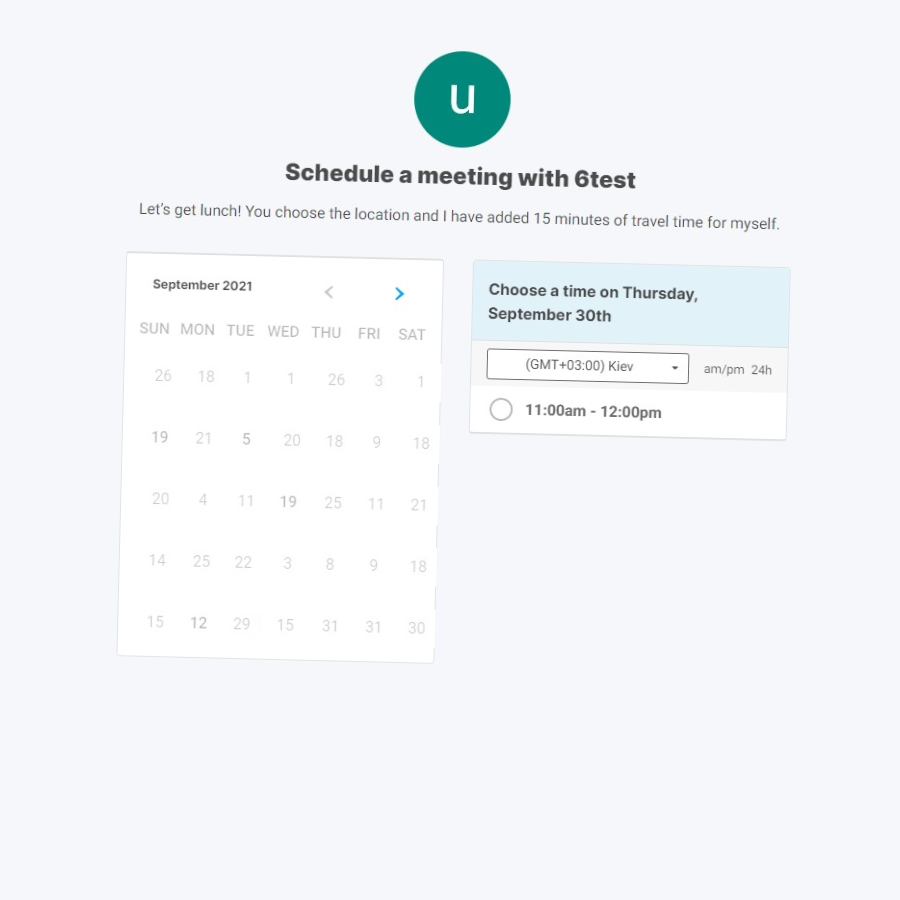 u
Schedule a meeting with 6test
Let's get lunch! You choose the location and I have added 15 minutes of travel time for myself.
September 2021
SUN MON TUE WED THU FRI SAT
26 18 1 1 26 3 1
19 21 5 20 18 9 18
20 4 11 19 25 11 21
14 25 22 3 8 9 18
15 12 29 15 31 31 30
Choose a time on Thursday,
September 30th
(GMT+03:00) Kiev am/pm 24h
11:00am - 12:00pm